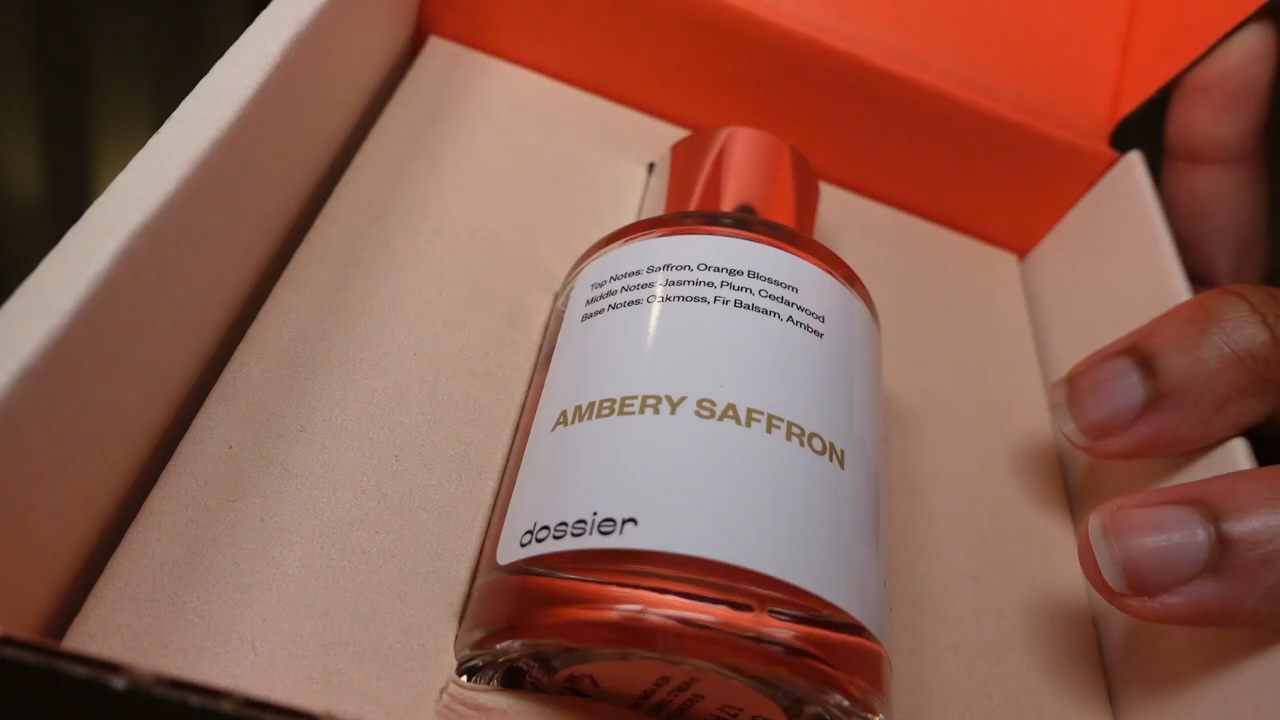 Top Notes: Saffron, Orange Blossom
Middle Notes: Jasmine, Plum, Cedarwood
Base Notes: Oakmoss, Fir Balsam, Amber
AMBERY SAFFRON
dossier